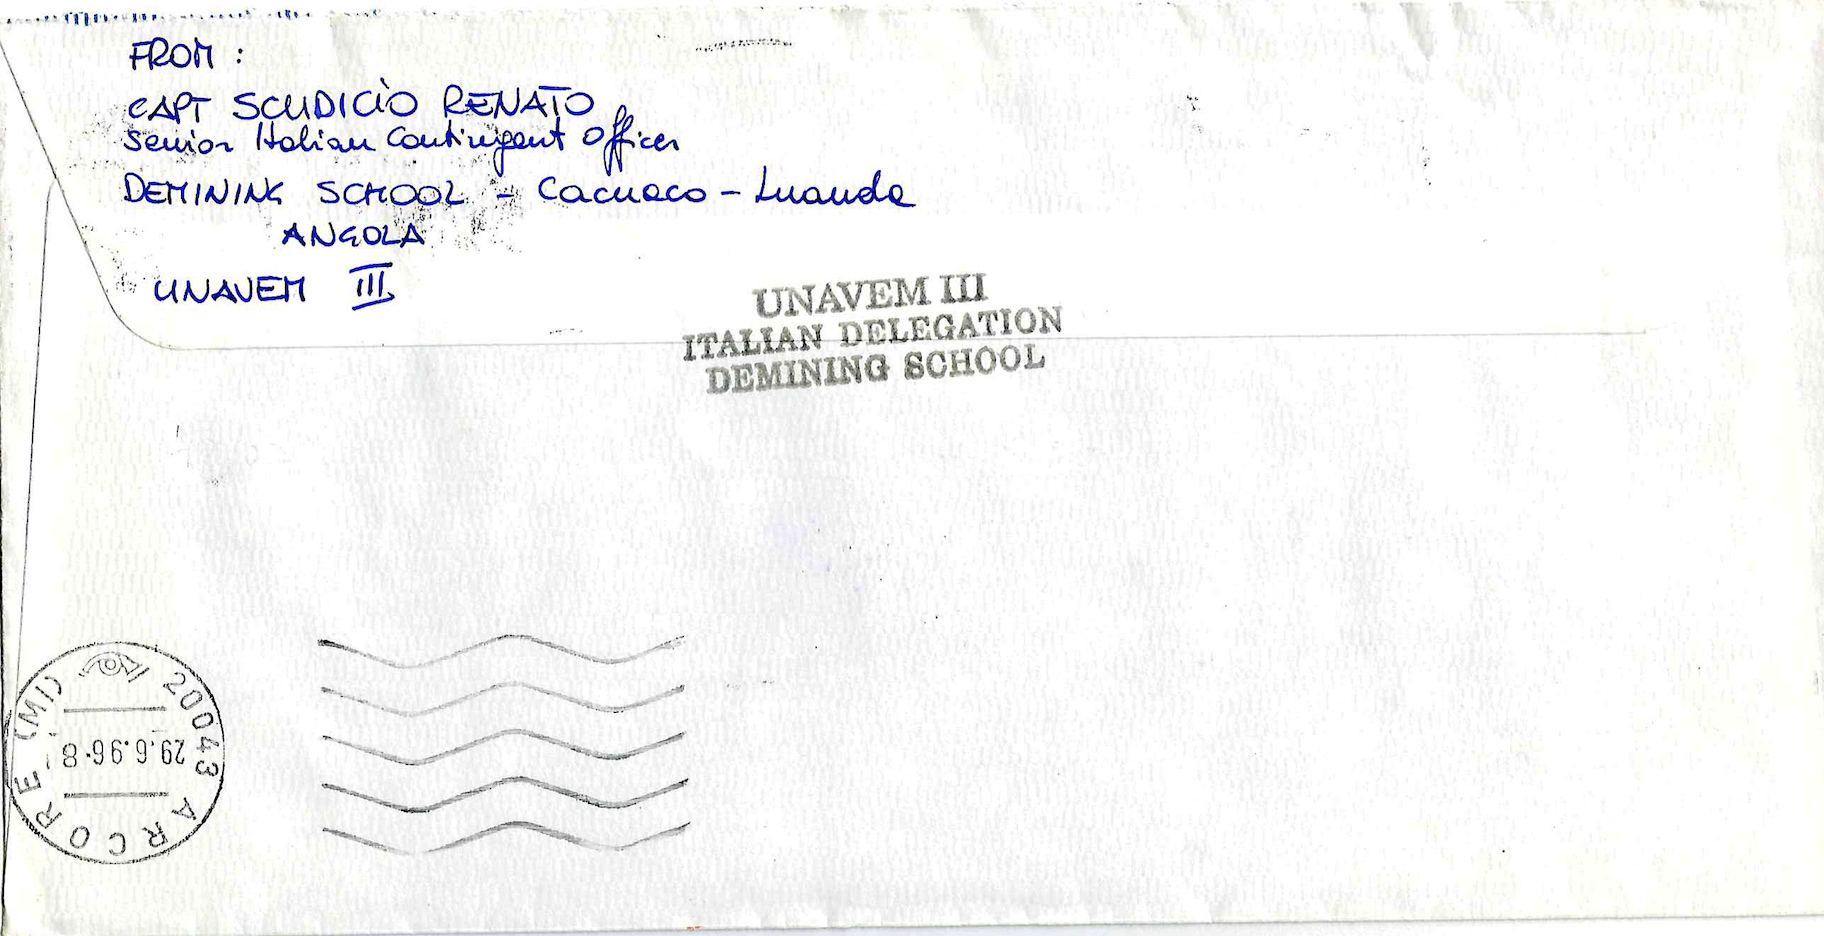 FROM :
CAPT SCUDICIÒ RENATO
Senior Italian Contingent Officer
DEMINING SCHOOL - Cacuaco - Luanda
ANGOLA
UNAVEM III
UNAVEM III
ITALIAN DELEGATION
DEMINING SCHOOL
20043 ARCORE (MI)
29.6.96-8